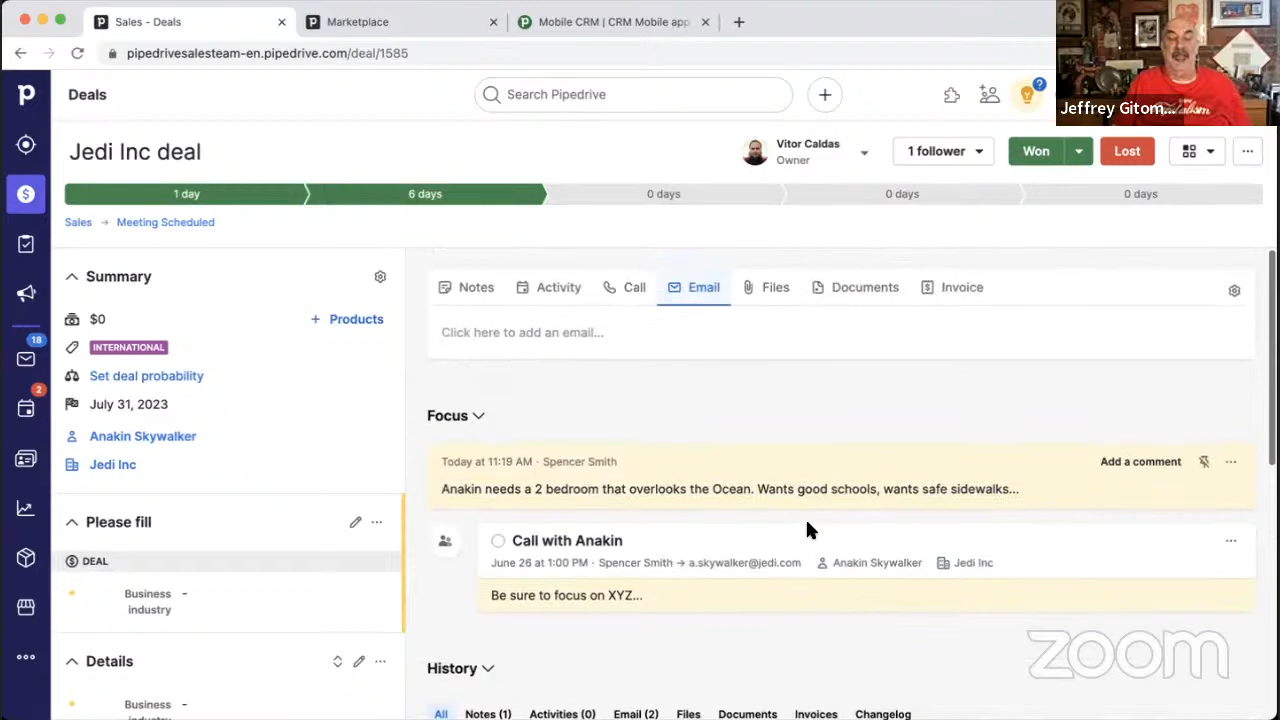 Sales - Deals
Marketplace
Mobile CRM | CRM Mobile app
pipedrivesalesteam-en.pipedrive.com/deal/1585
Jeffrey Gitom...
Deals
Search Pipedrive
?
Jedi Inc deal
Vitor Caldas
Owner
1 follower
Won
Lost
1 day
6 days
0 days
0 days
0 days
Sales → Meeting Scheduled
Summary
$0
+ Products
INTERNATIONAL
Set deal probability
July 31, 2023
Anakin Skywalker
Jedi Inc
18
2
Please fill
DEAL
Business industry
-
Details
Business industry
-
Notes
Activity
Call
Email
Files
Documents
Invoice
Click here to add an email...
Focus
Today at 11:19 AM · Spencer Smith
Add a comment
Anakin needs a 2 bedroom that overlooks the Ocean. Wants good schools, wants safe sidewalks...
Call with Anakin
June 26 at 1:00 PM · Spencer Smith → a.skywalker@jedi.com
Anakin Skywalker
Jedi Inc
Be sure to focus on XYZ...
zoom
History
All
Notes (1)
Activities (0)
Email (2)
Files
Documents
Invoices
Changelog